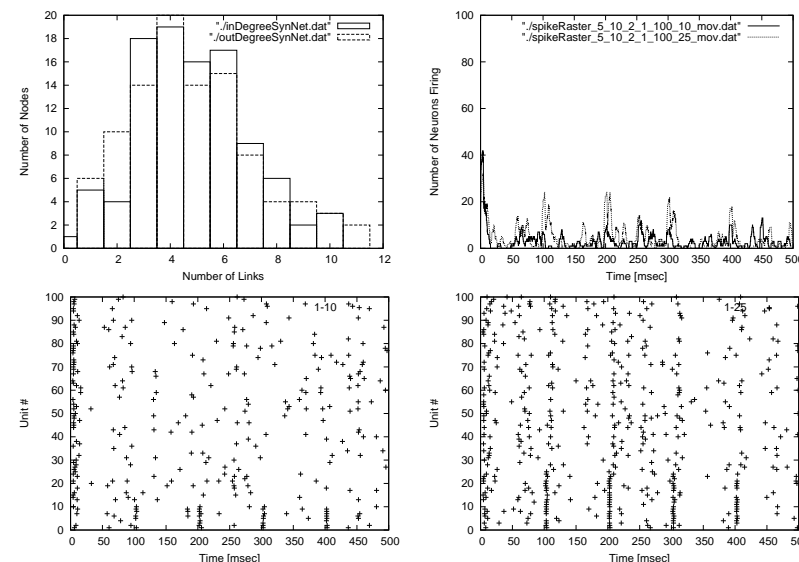 "./inDegreeSynNet.dat"
"./outDegreeSynNet.dat"
20
18
16
14
12
10
8
6
4
2
0
Number of Nodes
0 2 4 6 8 10 12
Number of Links
"./spikeRaster_5_10_2_1_100_10_mov.dat"
"./spikeRaster_5_10_2_1_100_25_mov.dat"
100
80
60
40
20
0
Number of Neurons Firing
0 50 100 150 200 250 300 350 400 450 500
Time [msec]
1-10
100
90
80
70
60
50
40
30
20
10
0
Unit #
0 50 100 150 200 250 300 350 400 450 500
Time [msec]
1-25
100
90
80
70
60
50
40
30
20
10
0
Unit #
0 50 100 150 200 250 300 350 400 450 500
Time [msec]